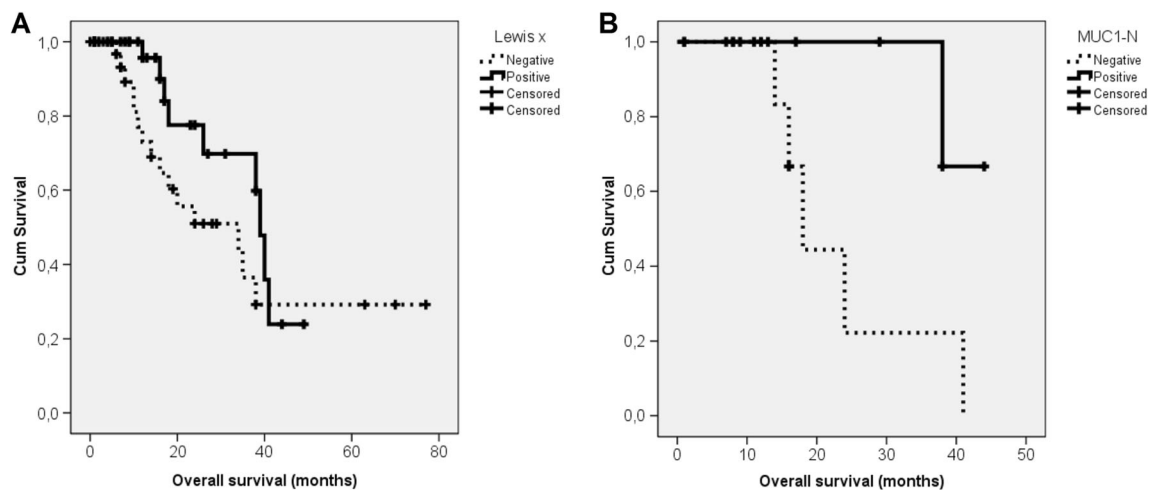 A
Lewis x
Negative
Positive
Censored
Censored
1,0
0,8
0,6
0,4
0,2
0,0
Cum Survival
0 20 40 60 80
Overall survival (months)
B
MUC1-N
Negative
Positive
Censored
Censored
1,0
0,8
0,6
0,4
0,2
0,0
Cum Survival
0 10 20 30 40 50
Overall survival (months)